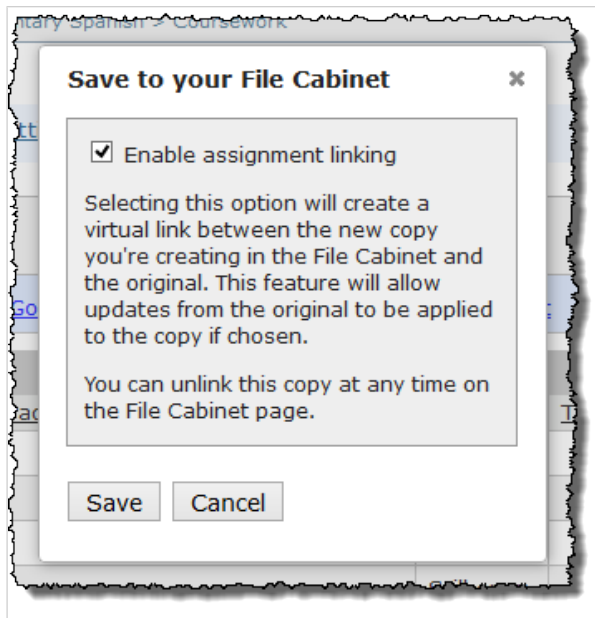 Spanish > Coursework
Save to your File Cabinet
Enable assignment linking
Selecting this option will create a
virtual link between the new copy
you're creating in the File Cabinet and
the original. This feature will allow
updates from the original to be applied
to the copy if chosen.
You can unlink this copy at any time on
the File Cabinet page.
Save Cancel